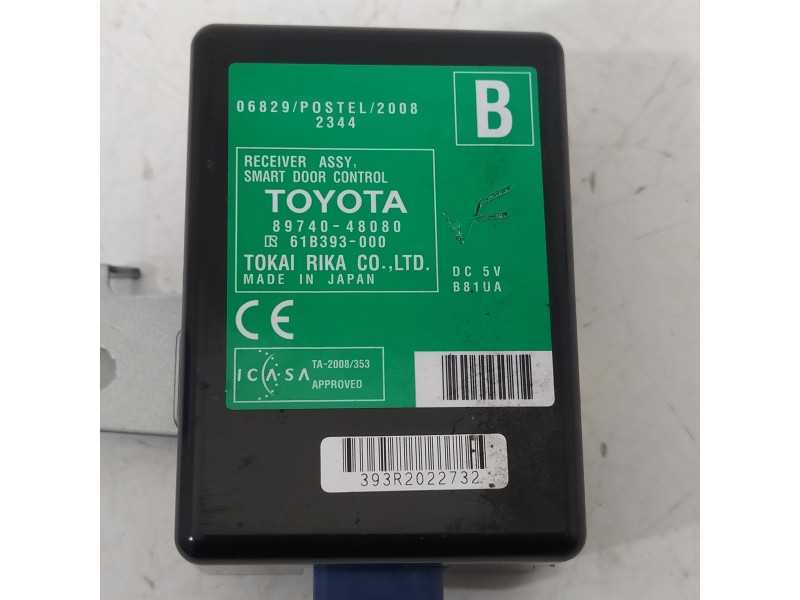 06829/POSTEL/2008
2344
B
RECEIVER ASSY,
SMART DOOR CONTROL
TOYOTA
89740-48080
61B393-000
TOKAI RIKA CO.,LTD.
MADE IN JAPAN
DC 5V
B81UA
CE
ICASA
TA-2008/353
APPROVED
393R2022732